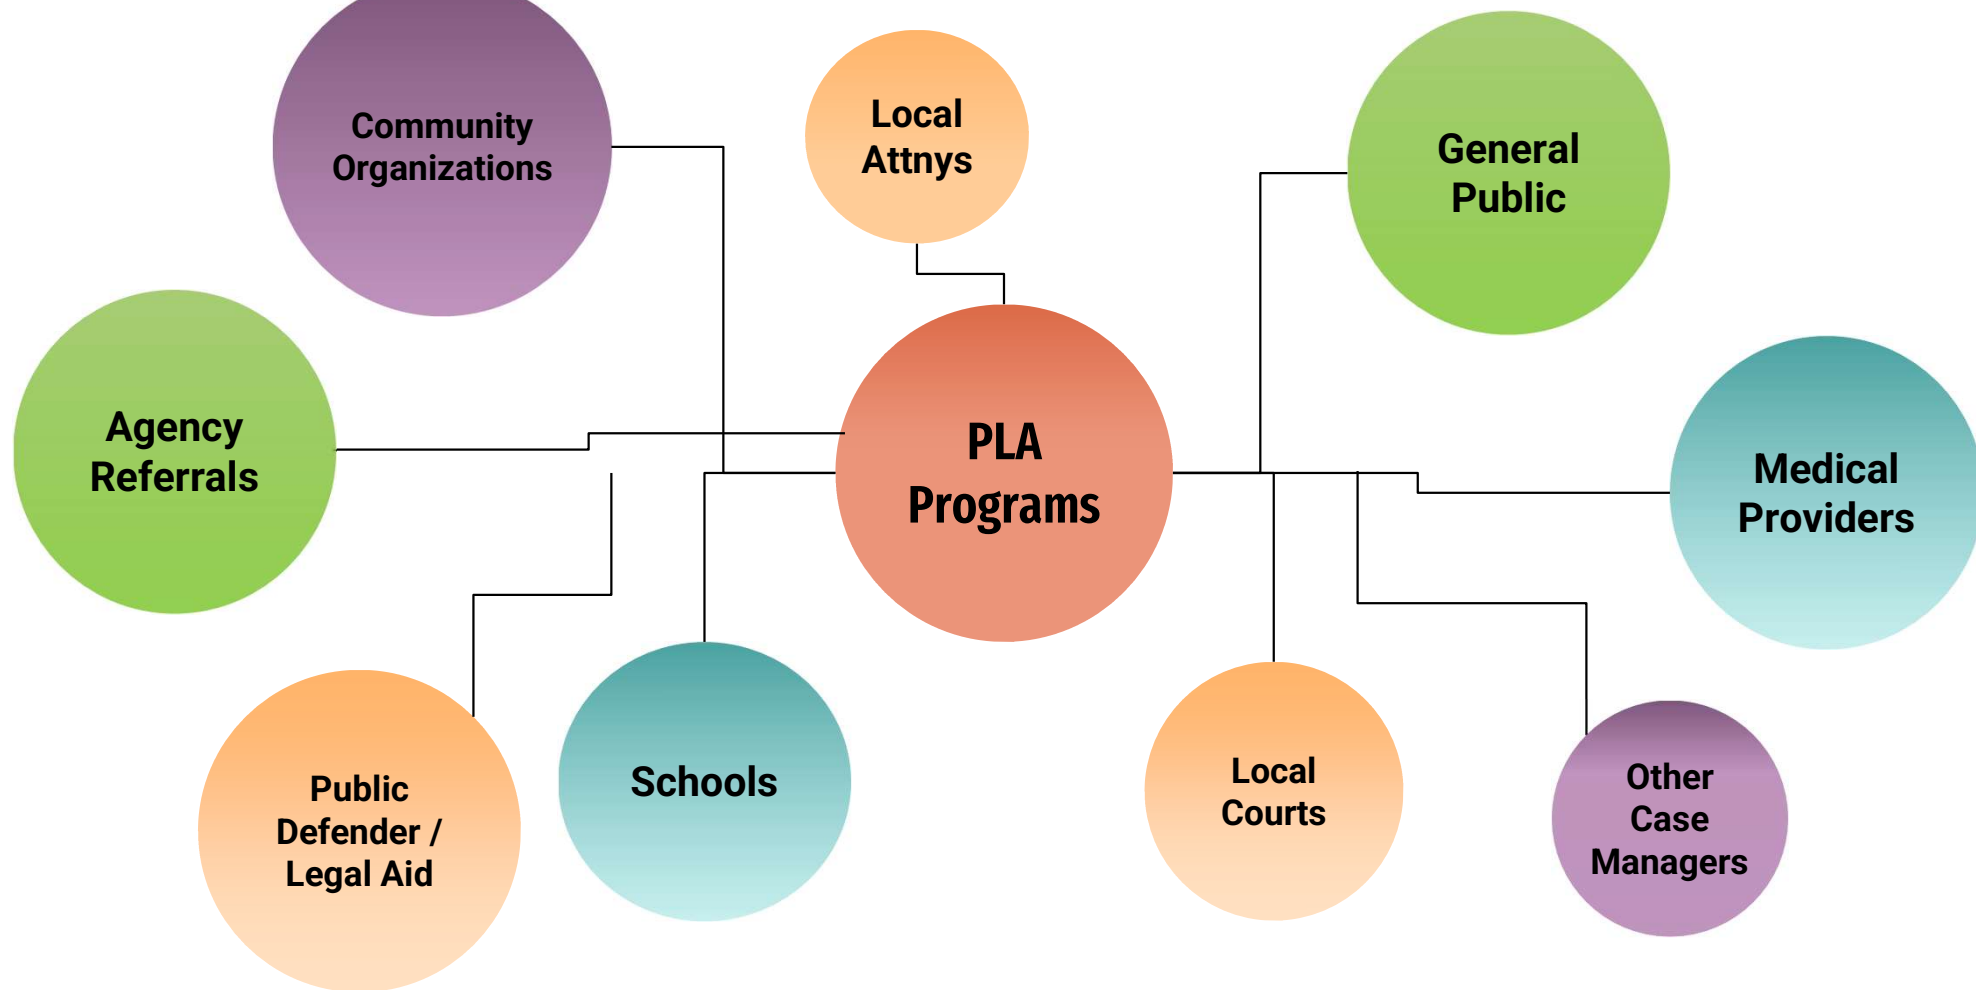 Community
Organizations
Local
Attnys
General
Public
Agency
Referrals
PLA
Programs
Medical
Providers
Public
Defender /
Legal Aid
Schools
Local
Courts
Other
Case
Managers